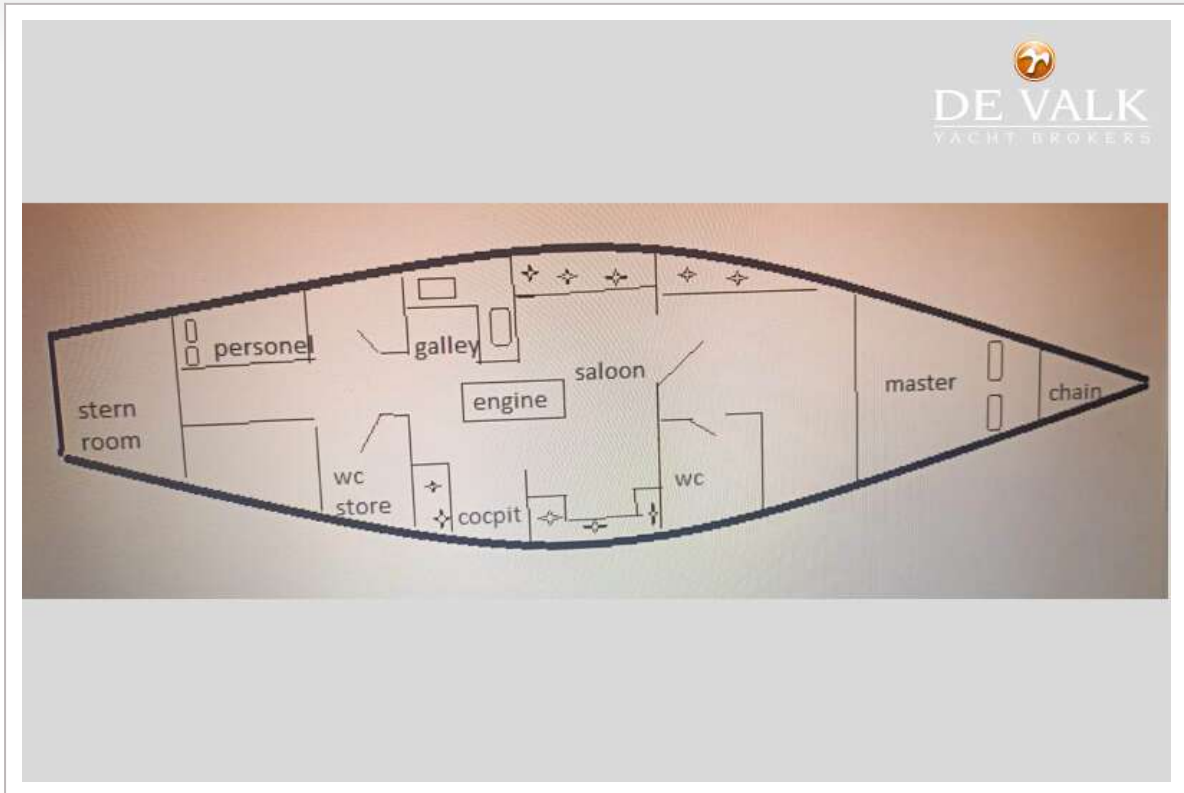 DE VALK
YACHT BROKERS
personel
galley
saloon
engine
master
chain
stern
room
wc
store
cocpit
wc